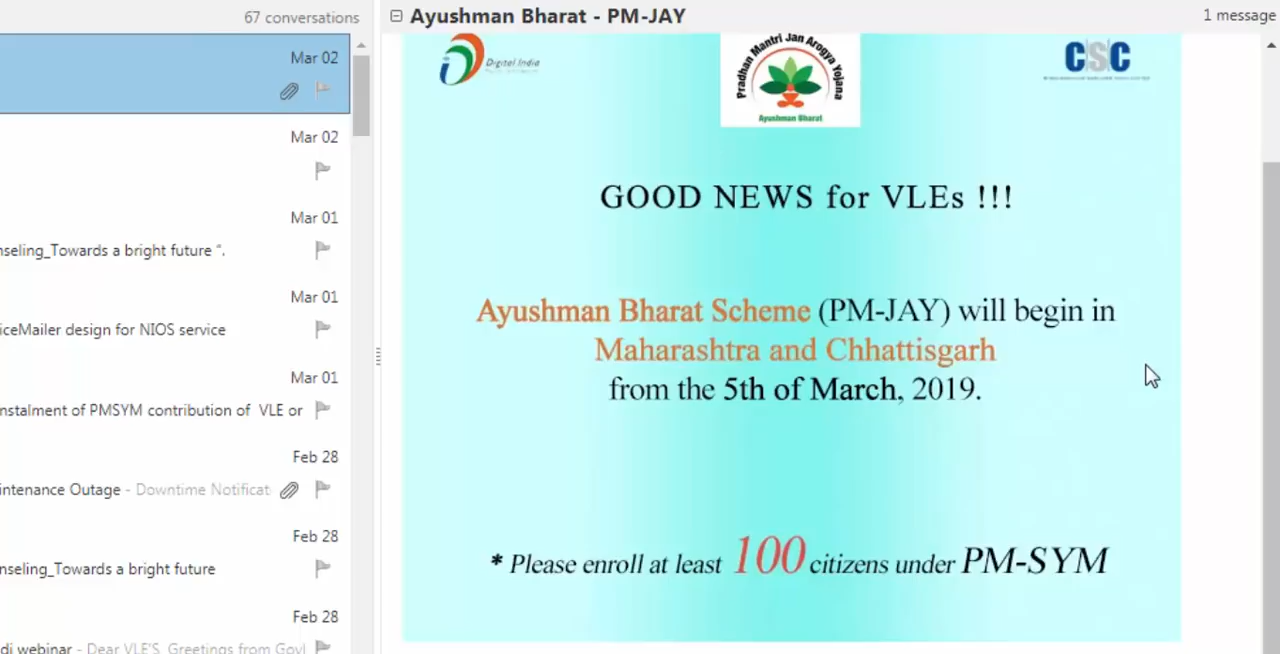 67 conversations
Ayushman Bharat - PM-JAY
1 message
Mar 02
Mar 02
Mar 01
nseling_Towards a bright future “.
Mar 01
iceMailer design for NIOS service
Mar 01
nstalment of PMSYM contribution of VLE or
Feb 28
intenance Outage - Downtime Notificat
Feb 28
nseling_Towards a bright future
Feb 28
di webinar - Dear VLE'S, Greetings from Gov
Digital India
Pradhan Mantri Jan Arogya Yojana
Ayushman Bharat
CSC
GOOD NEWS for VLEs !!!
Ayushman Bharat Scheme (PM-JAY) will begin in
Maharashtra and Chhattisgarh
from the 5th of March, 2019.
* Please enroll at least 100 citizens under PM-SYM